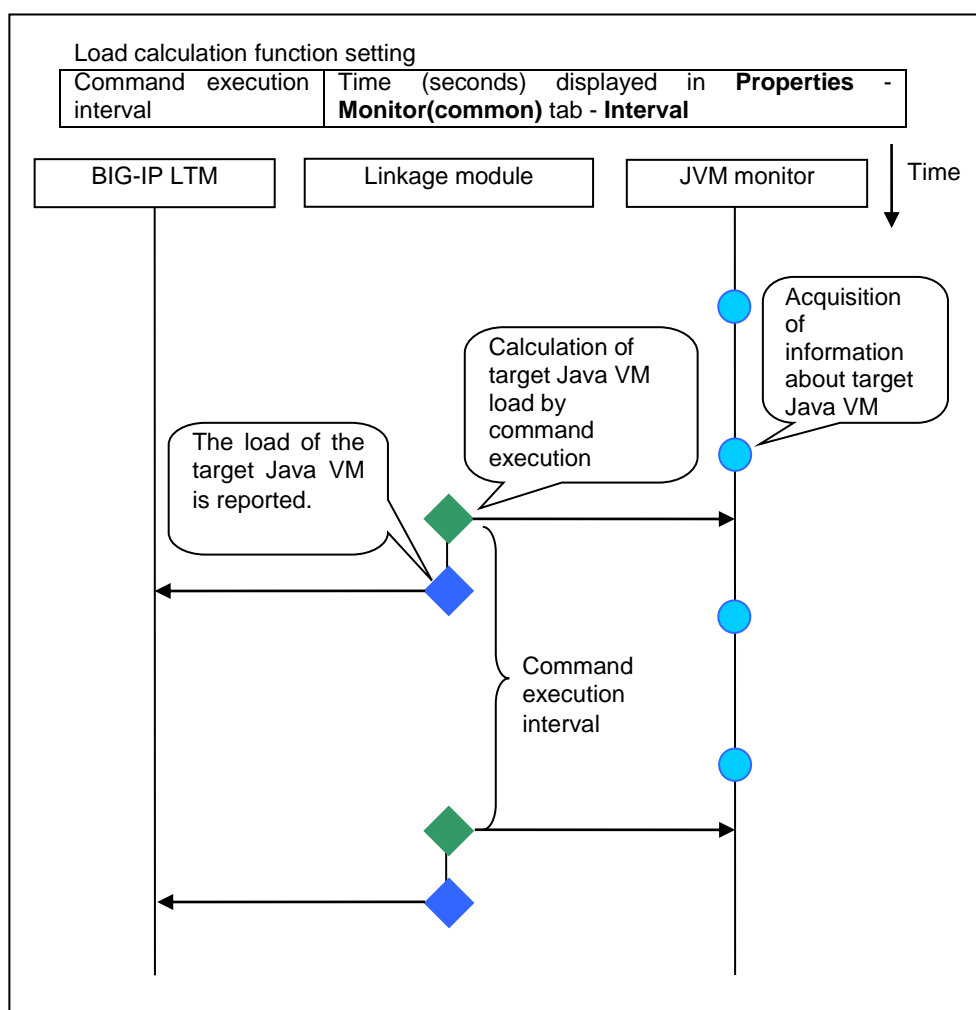 Load calculation function setting
Command execution
interval
Time (seconds) displayed in Properties -
Monitor(common) tab - Interval
BIG-IP LTM
Linkage module
JVM monitor
Time
Acquisition
of
information
about target
Java VM
Calculation of
target Java VM
load by
command
execution
The load of the
target Java VM
is reported.
Command
execution
interval